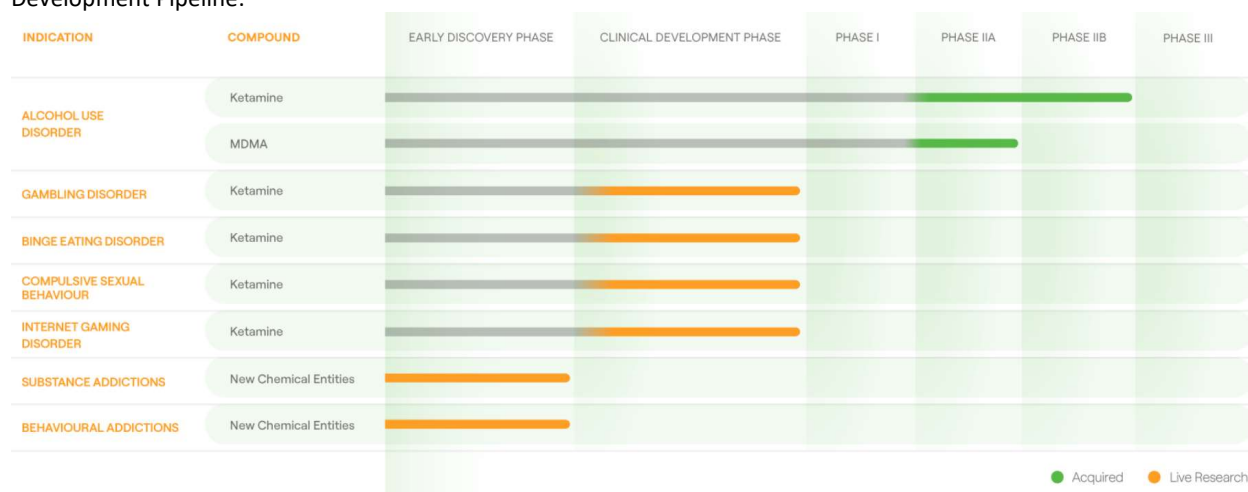 Development Pipeline:
INDICATION COMPOUND EARLY DISCOVERY PHASE CLINICAL DEVELOPMENT PHASE PHASE I PHASE IIA PHASE IIB PHASE III
ALCOHOL USE
DISORDER
Ketamine
MDMA
GAMBLING DISORDER Ketamine
BINGE EATING DISORDER Ketamine
COMPULSIVE SEXUAL
BEHAVIOUR
Ketamine
INTERNET GAMING
DISORDER
Ketamine
SUBSTANCE ADDICTIONS New Chemical Entities
BEHAVIOURAL ADDICTIONS New Chemical Entities
Acquired Live Research